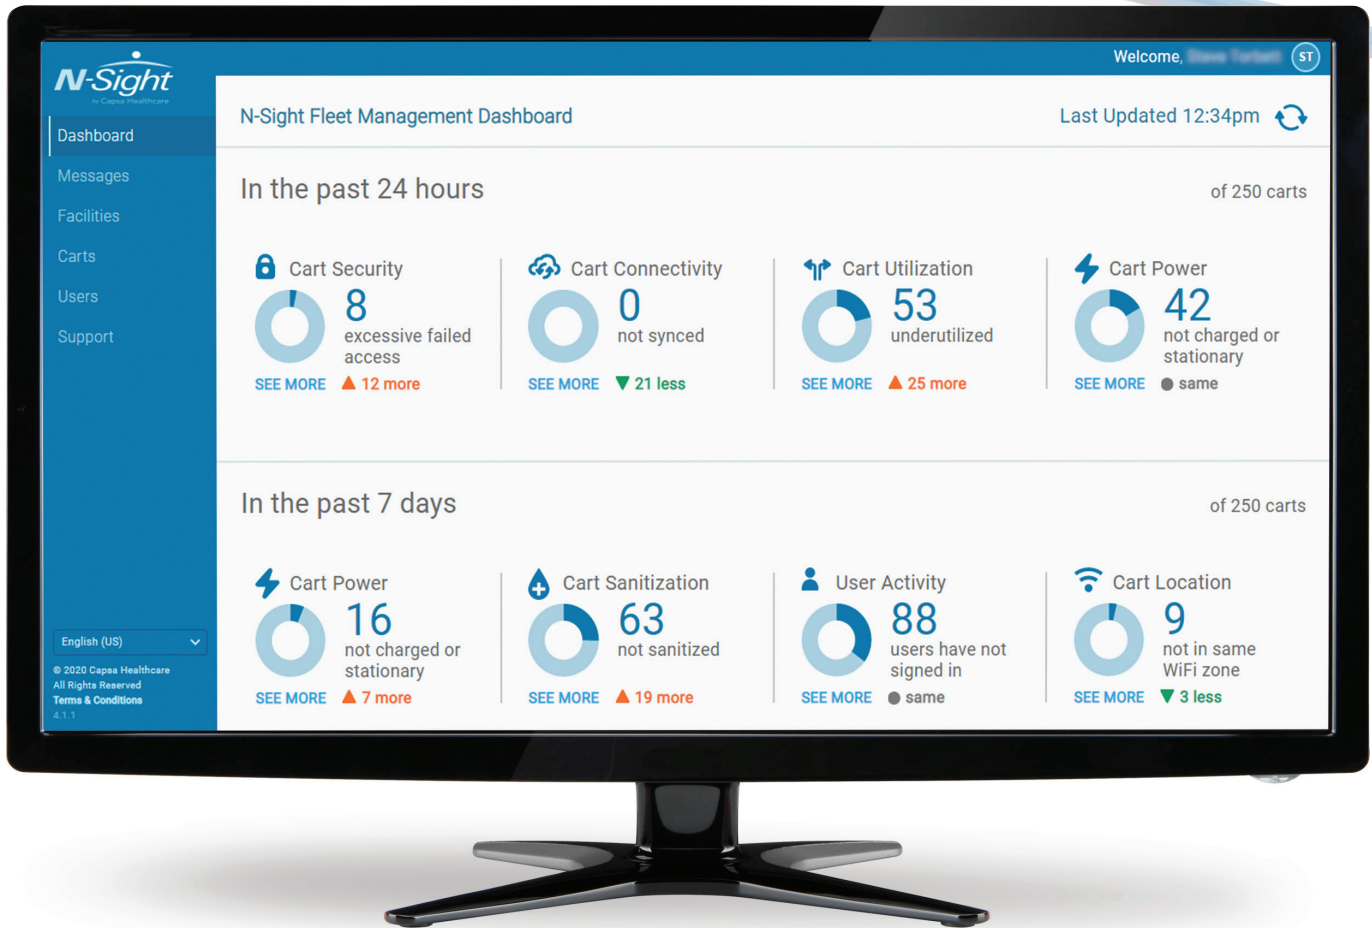 Welcome,
ST
N-Sight
by Capsa Healthcare
Dashboard
Messages
Facilities
Carts
Users
Support
English (US)
© 2020 Capsa Healthcare
All Rights Reserved
Terms & Conditions
4.1.1
N-Sight Fleet Management Dashboard
Last Updated 12:34pm
In the past 24 hours
of 250 carts
Cart Security
8
excessive failed
access
SEE MORE 12 more
Cart Connectivity
0
not synced
SEE MORE 21 less
Cart Utilization
53
underutilized
SEE MORE 25 more
Cart Power
42
not charged or
stationary
SEE MORE same
In the past 7 days
of 250 carts
Cart Power
16
not charged or
stationary
SEE MORE 7 more
Cart Sanitization
63
not sanitized
SEE MORE 19 more
User Activity
88
users have not
signed in
SEE MORE same
Cart Location
9
not in same
WiFi zone
SEE MORE 3 less